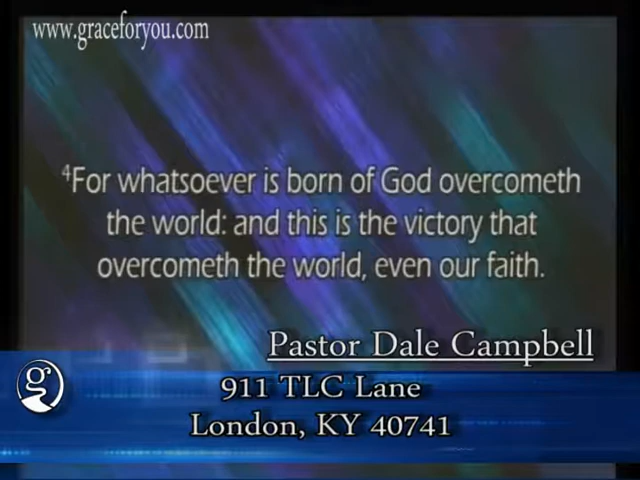 www.graceforyou.com
4For whatsoever is born of God overcometh
the world: and this is the victory that
overcometh the world, even our faith.
Pastor Dale Campbell
g
911 TLC Lane
London, KY 40741